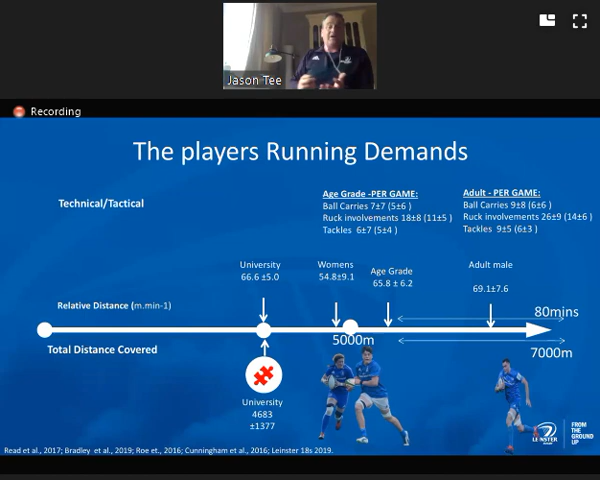 Jason Tee
Recording
The players Running Demands
Technical/Tactical
Age Grade -PER GAME:
Ball Carries 7±7 (5±6 )
Ruck involvements 18±8 (11±5 )
Tackles 6±7 (5±4 )
Adult - PER GAME:
Ball Carries 9±8 (6±6 )
Ruck involvements 26±9 (14±6 )
Tackles 9±5 (6±3 )
University
66.6 ±5.0
Womens
54.8±9.1
Age Grade
65.8 ± 6.2
Adult male
69.1±7.6
Relative Distance (m.min-1)
80mins
5000m
Total Distance Covered
7000m
University
4683
±1377
LEINSTER
FROM
THE
GROUND
UP
Read et al., 2017; Bradley et al., 2019; Roe et., 2016; Cunningham et al., 2016; Leinster 18s 2019.